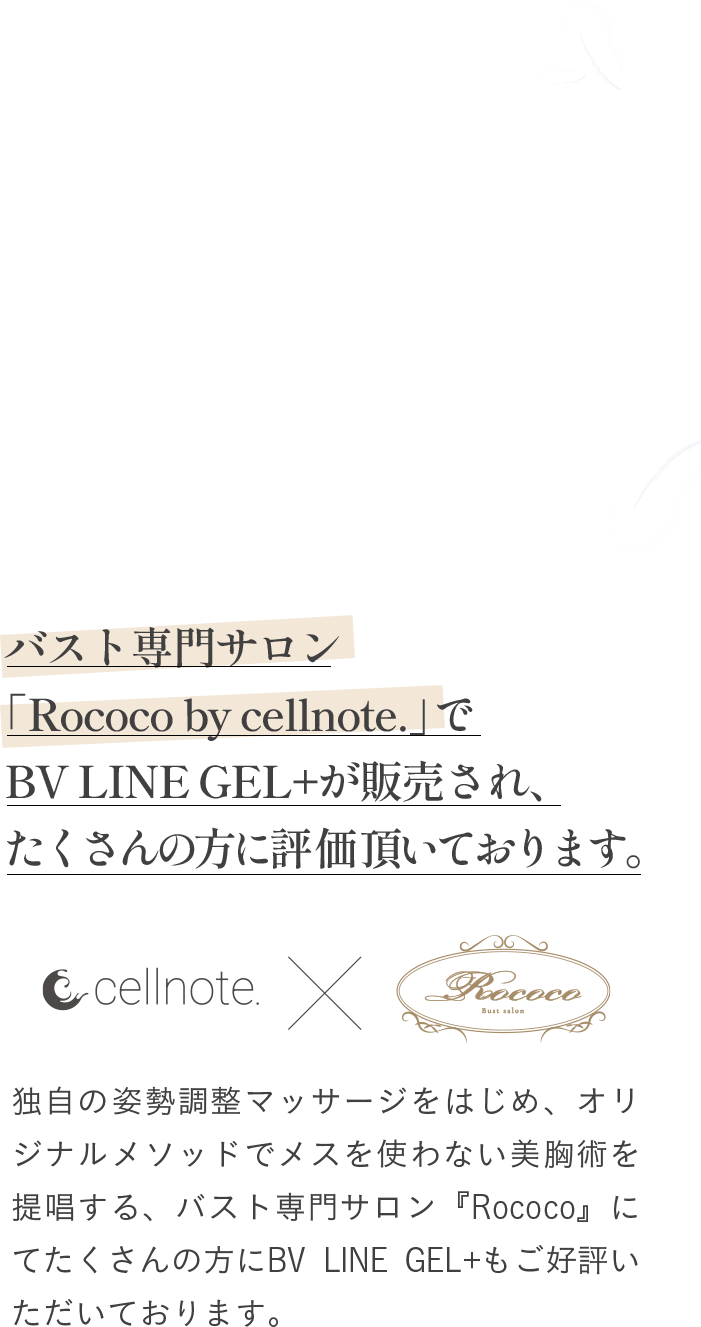 バスト専門サロン
「Rococo by cellnote.」で
BV LINE GEL+が販売され、
たくさんの方に評価頂いております。
cellnote.
Rococo
Bust salon
独自の姿勢調整マッサージをはじめ、オリ
ジナルメソッドでメスを使わない美胸術を
提唱する、バスト専門サロン『Rococo』に
てたくさんの方にBV LINE GEL+もご好評い
ただいております。